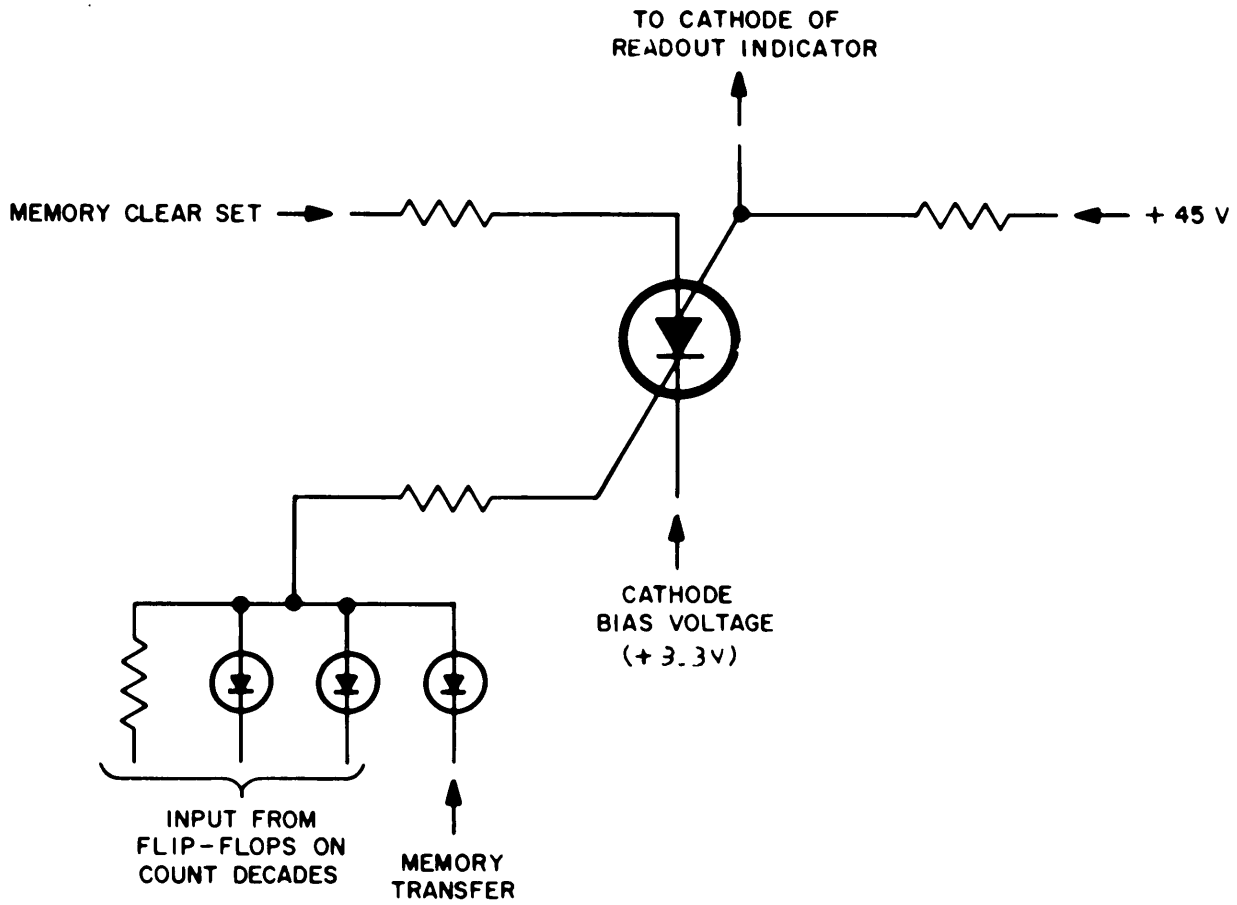 TO CATHODE OF
READOUT INDICATOR
MEMORY CLEAR SET
+ 45 V
CATHODE
BIAS VOLTAGE
(+ 3.3V)
INPUT FROM
FLIP-FLOPS ON
COUNT DECADES
MEMORY
TRANSFER